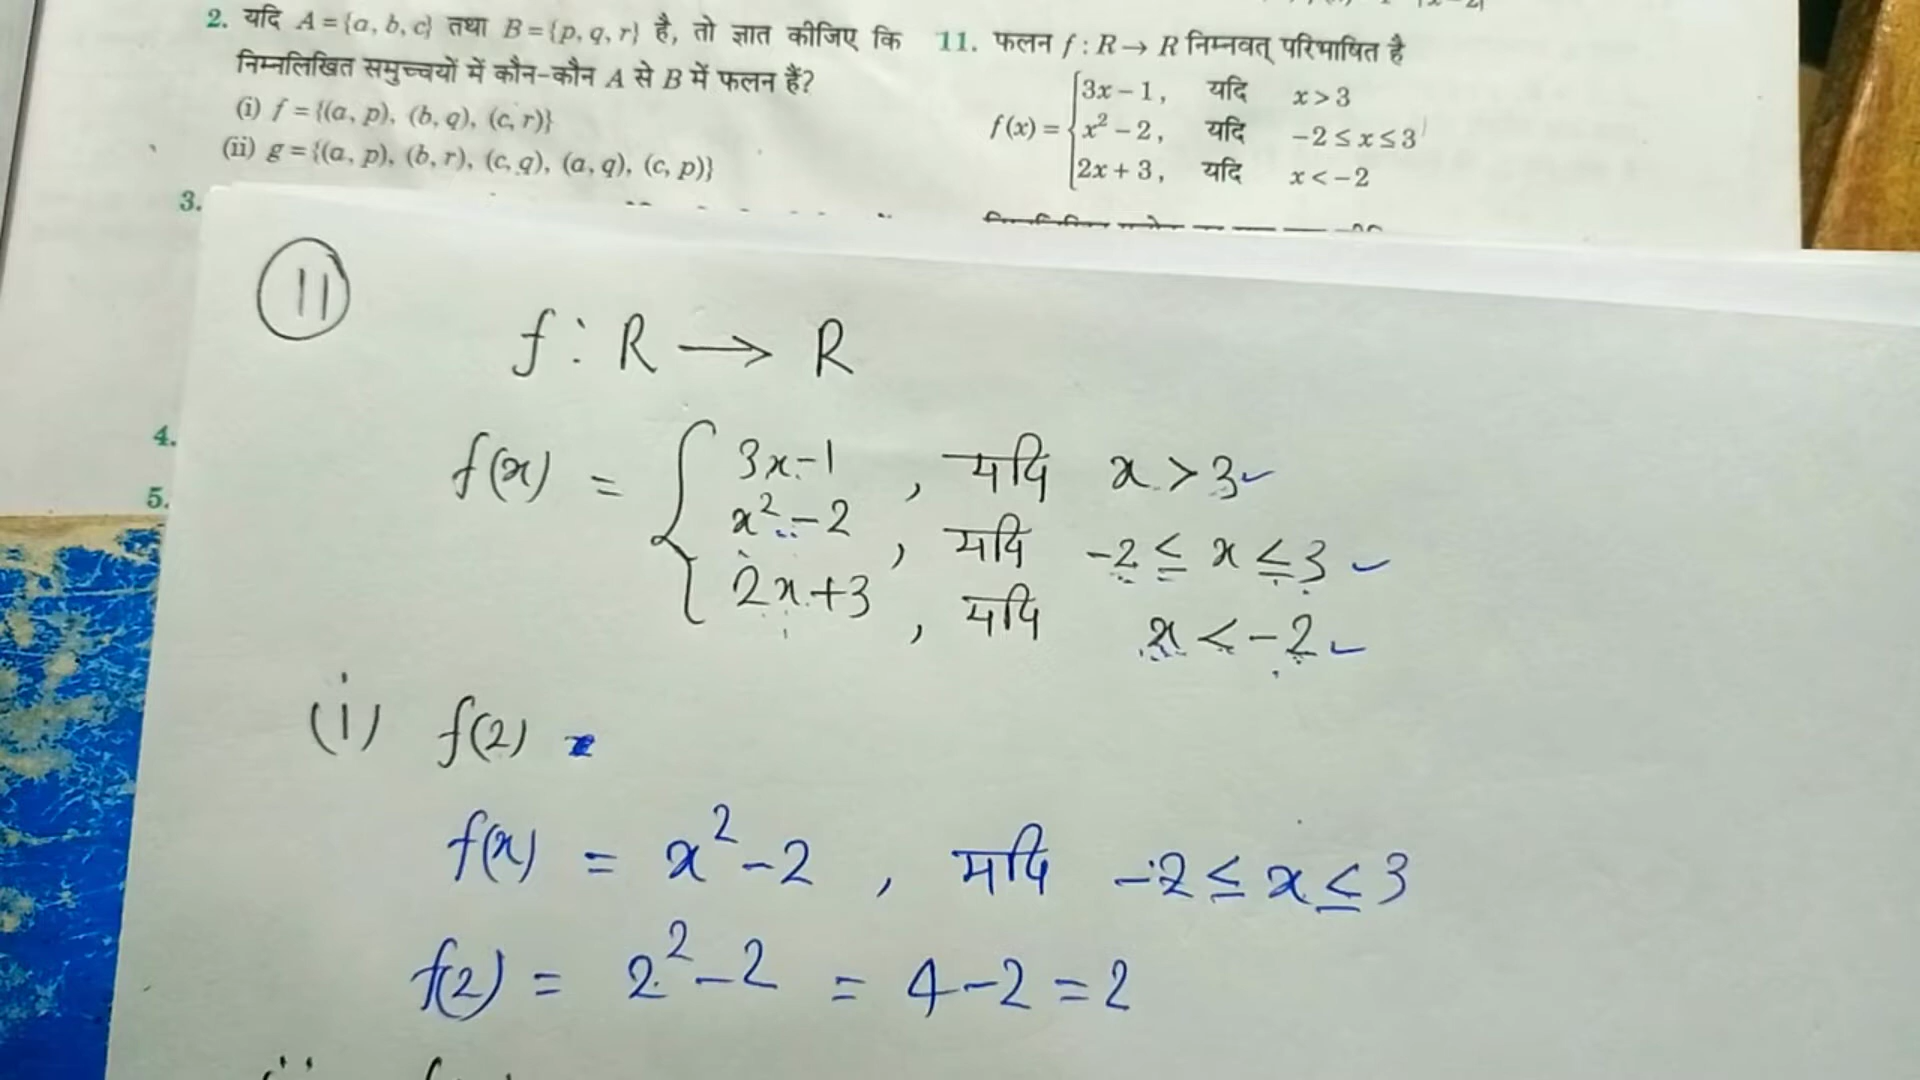 2. यदि A = {a, b, c} तथा B = {p, q, r} है, तो ज्ञात कीजिए कि
निम्नलिखित समुच्चयों में कौन-कौन A से B में फलन हैं?
(i) f = {(a, p), (b, q), (c, r)}
(ii) g = {(a, p), (b, r), (c, q), (a, q), (c, p)}
3.
4.
5.
11. फलन f : R → R निम्नवत् परिभाषित है
f(x) = { 3x − 1, यदि x > 3
x² − 2, यदि −2 ≤ x ≤ 3
2x + 3, यदि x < −2
11
f : R → R
f(x) = { 3x-1 , यदि x > 3 ✓
x² - 2 , यदि -2 ≤ x ≤ 3 ✓
2x + 3 , यदि x < -2 ✓
(i) f(2)
f(x) = x² - 2 , यदि -2 ≤ x ≤ 3
f(2) = 2² - 2 = 4 - 2 = 2